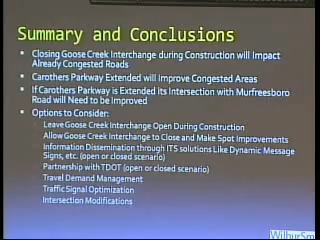 Summary and Conclusions
• Closing Goose Creek Interchange during Construction will Impact
Already Congested Roads
• Carothers Parkway Extended will Improve Congested Areas
• If Carothers Parkway is Extended its Intersection with Murfreesboro
Road will Need to be Improved
• Options to Consider:
Leave Goose Creek Interchange Open During Construction
Allow Goose Creek Interchange to Close and Make Spot Improvements
Information Dissemination through ITS solutions Like Dynamic Message
Signs, etc. (open or closed scenario)
Partnership with TDOT (open or closed scenario)
Travel Demand Management
Traffic Signal Optimization
Intersection Modifications
WilburSm